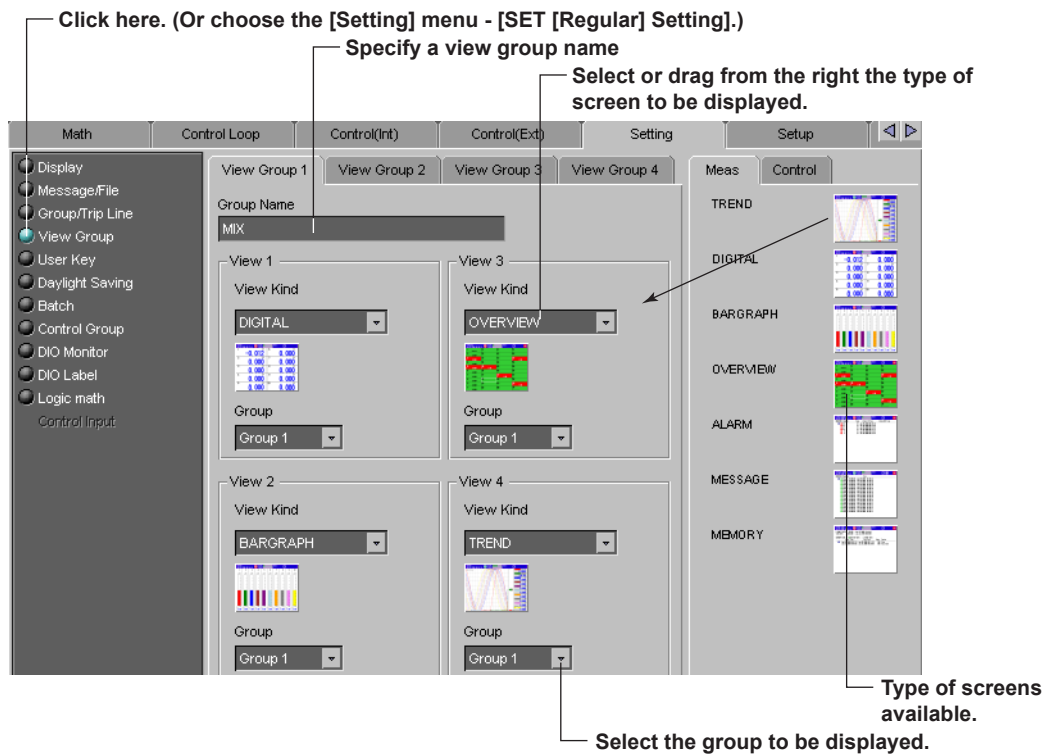 Click here. (Or choose the [Setting] menu - [SET [Regular] Setting].)
Specify a view group name
Select or drag from the right the type of
screen to be displayed.
Math
Control Loop
Control(Int)
Control(Ext)
Setting
Setup
Display
Message/File
Group/Trip Line
View Group
User Key
Daylight Saving
Batch
Control Group
DIO Monitor
DIO Label
Logic math
Control Input
View Group 1
View Group 2
View Group 3
View Group 4
Group Name
MIX
View 1
View Kind
DIGITAL
Group
Group 1
View 3
View Kind
OVERVIEW
Group
Group 1
View 2
View Kind
BARGRAPH
Group
Group 1
View 4
View Kind
TREND
Group
Group 1
Meas
Control
TREND
DIGITAL
BARGRAPH
OVERVIEW
ALARM
MESSAGE
MEMORY
Type of screens
available.
Select the group to be displayed.